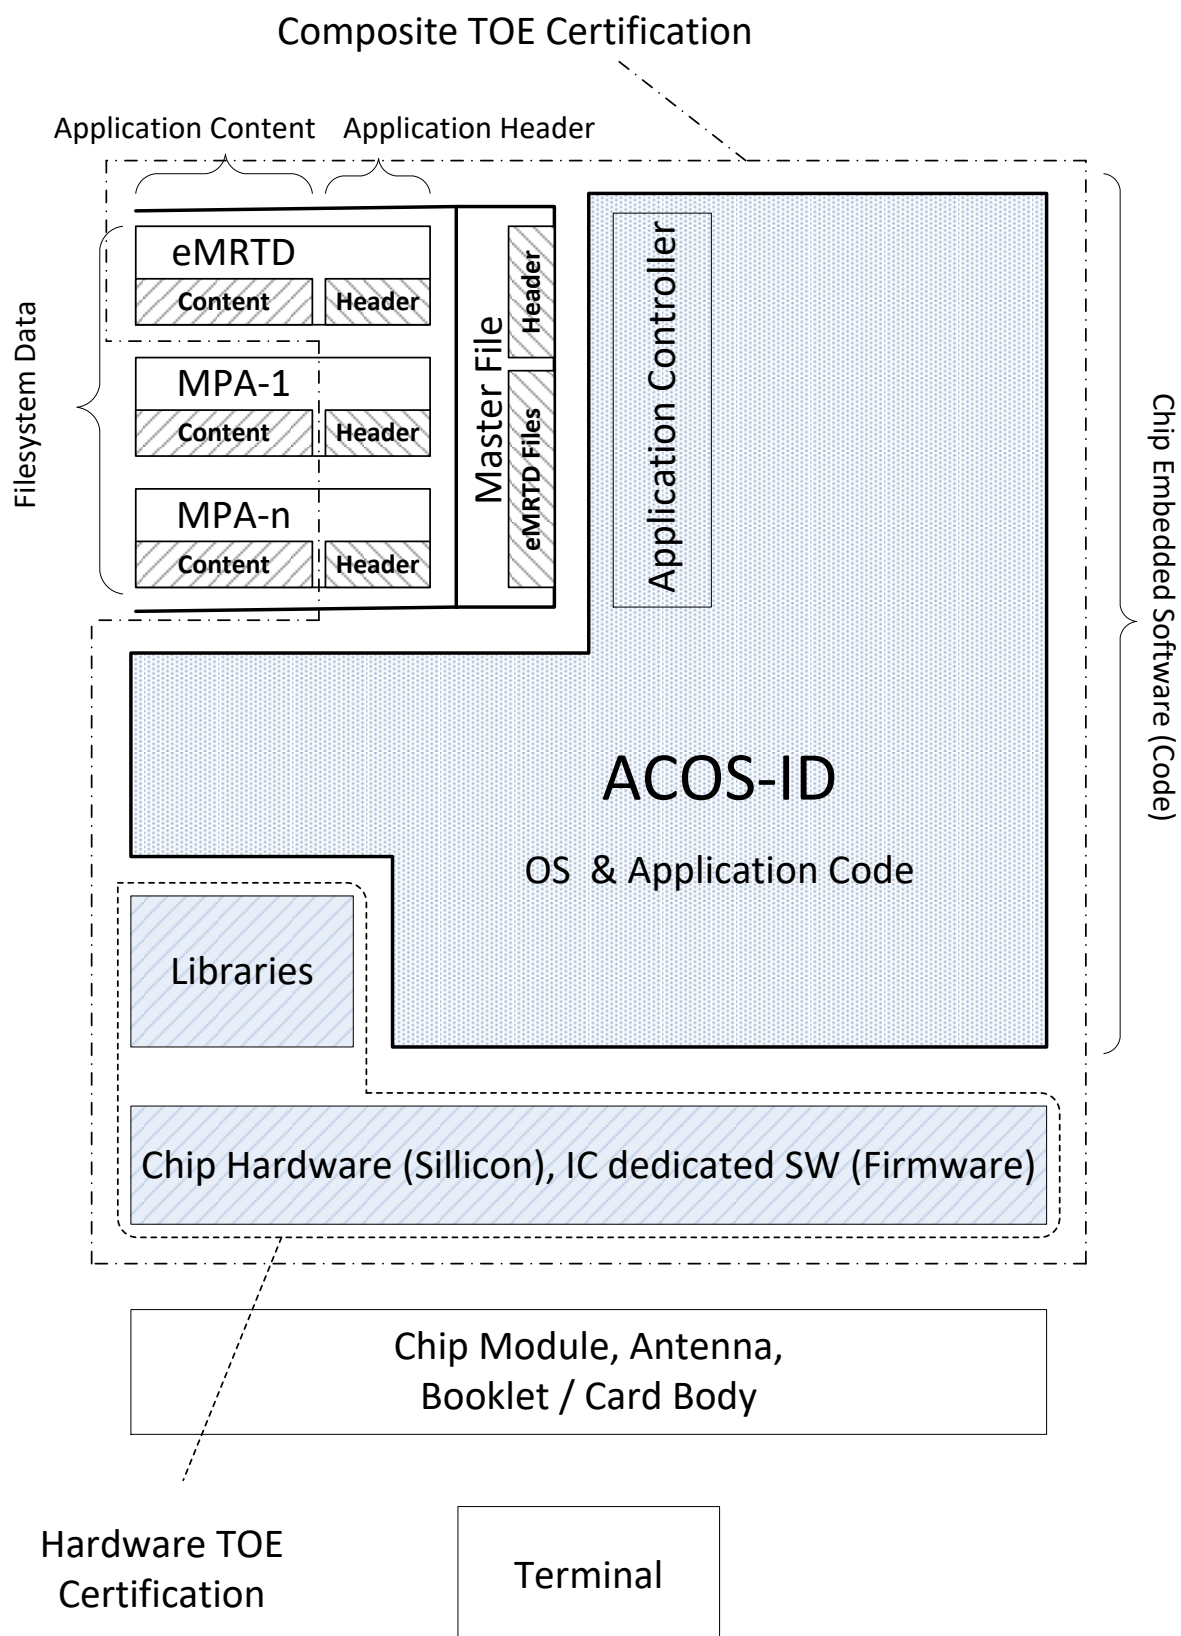 Composite TOE Certification
Application Content
Application Header
eMRTD
Content
Header
MPA-1
Content
Header
MPA-n
Content
Header
Filesystem Data
Master File
Header
eMRTD Files
Application Controller
Chip Embedded Software (Code)
ACOS-ID
OS & Application Code
Libraries
Chip Hardware (Sillicon), IC dedicated SW (Firmware)
Chip Module, Antenna,
Booklet / Card Body
Hardware TOE
Certification
Terminal